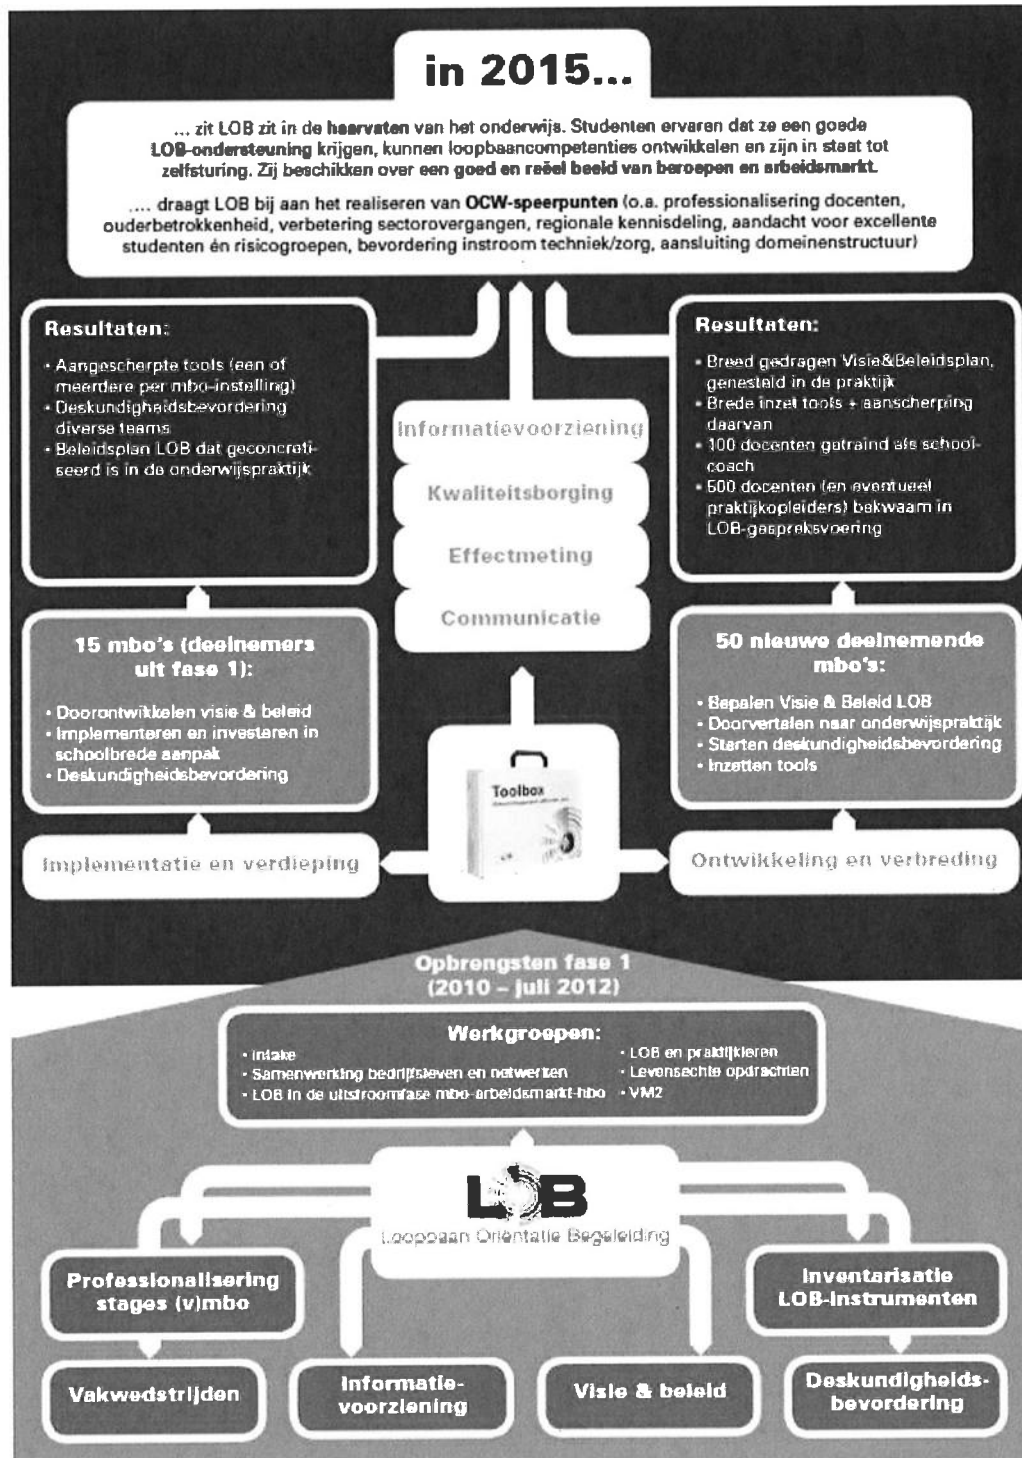 in 2015...
... zit LOB zit in de haarvaten van het onderwijs. Studenten ervaren dat ze een goede
LOB-ondersteuning krijgen, kunnen loopbaancompetenties ontwikkelen en zijn in staat tot
zelfsturing. Zij beschikken over een goed en reëel beeld van beroepen en arbeidsmarkt.
.... draagt LOB bij aan het realiseren van OCW-speerpunten (o.a. professionalisering docenten,
ouderbetrokkenheid, verbetering sectorovergangen, regionale kennisdeling, aandacht voor excellente
studenten én risicogroepen, bevordering instroom techniek/zorg, aansluiting domeinenstructuur)
Resultaten:
• Aangescherpte tools (een of
meerdere per mbo-instelling)
• Deskundigheidsbevordering
diverse teams
• Beleidsplan LOB dat geconcreti-
seerd is in de onderwijspraktijk
Informatievoorziening
Kwaliteitsborging
Effectmeting
Communicatie
Resultaten:
• Breed gedragen Visie&Beleidsplan,
genesteld in de praktijk
• Brede inzet tools + aanscherping
daarvan
• 100 docenten getraind als school-
coach
• 500 docenten (en eventueel
praktijkopleiders) bekwaam in
LOB-gespreksvoering
15 mbo's (deelnemers
uit fase 1):
• Doorontwikkelen visie & beleid
• Implementeren en investeren in
schoolbrede aanpak
• Deskundigheidsbevordering
50 nieuwe deelnemende
mbo's:
• Bepalen Visie & Beleid LOB
• Doorvertalen naar onderwijspraktijk
• Starten deskundigheidsbevordering
• Inzetten tools
Toolbox
Implementatie en verdieping
Ontwikkeling en verbreding
Opbrengsten fase 1
(2010 – juli 2012)
Werkgroepen:
• Intake
• Samenwerking bedrijfsleven en netwerken
• LOB in de uitstroomfase mbo-arbeidsmarkt-hbo
• LOB en praktijkleren
• Levensechte opdrachten
• VM2
LOB
Loopbaan Oriëntatie Begeleiding
Professionalisering
stages (v)mbo
Inventarisatie
LOB-instrumenten
Vakwedstrijden
Informatie-
voorziening
Visie & beleid
Deskundigheids-
bevordering